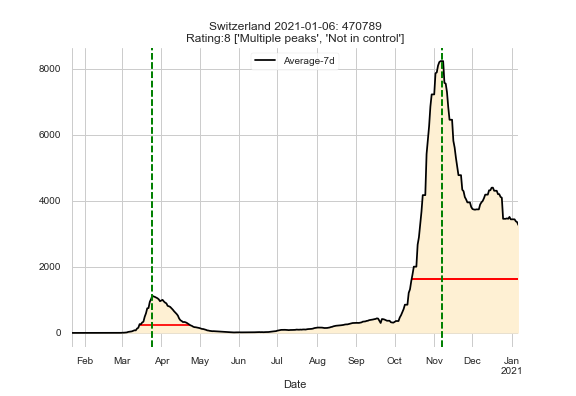 Switzerland 2021-01-06: 470789
Rating:8 ['Multiple peaks', 'Not in control']
Average-7d
8000
6000
4000
2000
0
Feb Mar Apr May Jun Jul Aug Sep Oct Nov Dec Jan
2021
Date